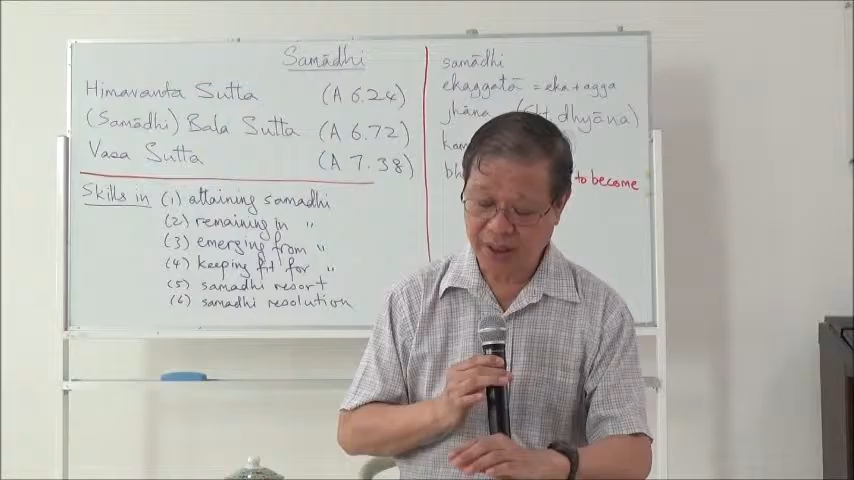 Samādhi
Himavanta Sutta (A 6.24)
(Samādhi) Bala Sutta (A 6.72)
Vasa Sutta (A 7.38)
Skills in (1) attaining samadhi
(2) remaining in "
(3) emerging from "
(4) keeping fit for "
(5) samadhi resort
(6) samadhi resolution
samādhi
ekaggatā = eka + agga
jhāna dhyāna)
to become